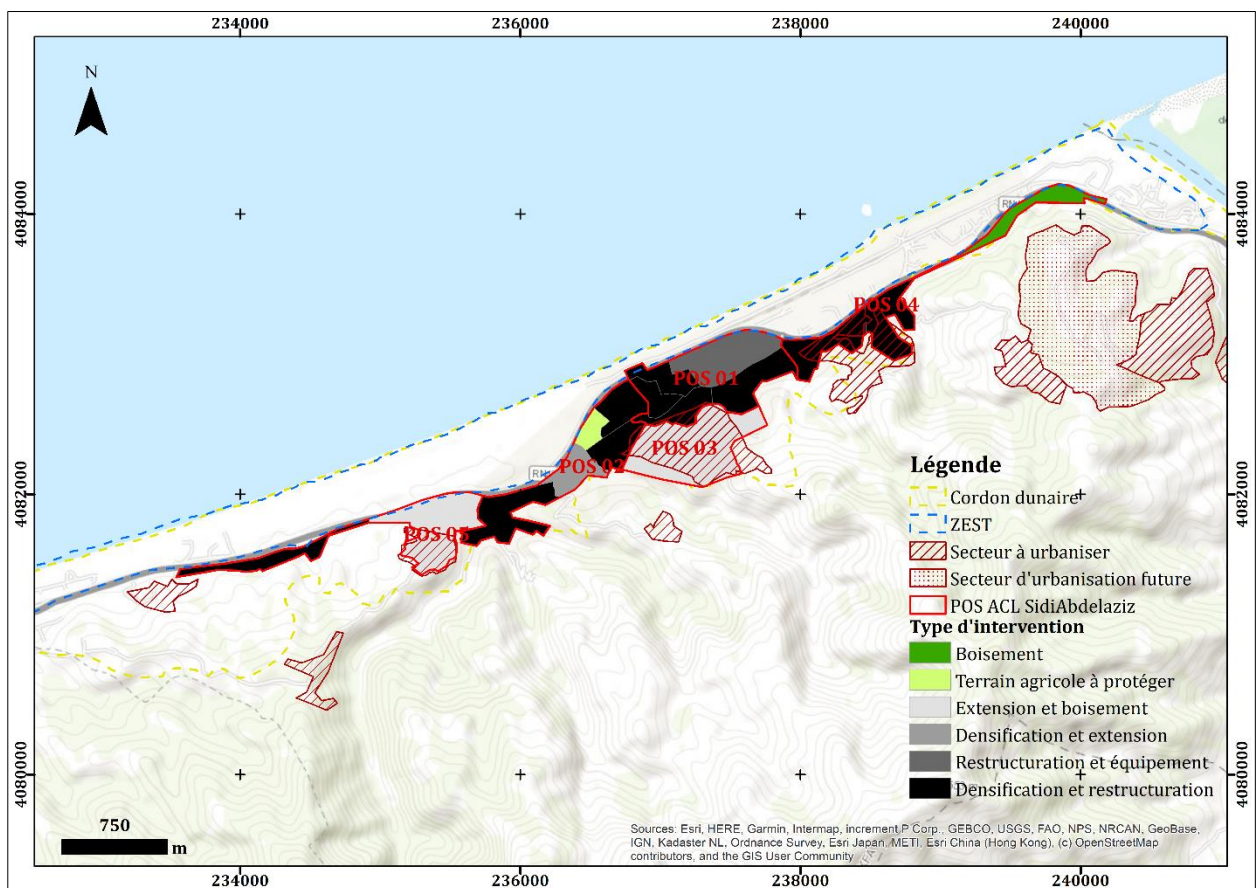 234000 236000 238000 240000
N
4084000 4084000
RN
POS 04
POS 01
POS 03
POS 02
RN
4082000 4082000
POS 05
Légende
Cordon dunaire
ZEST
Secteur à urbaniser
Secteur d'urbanisation future
POS ACL SidiAbdelaziz
Type d'intervention
Boisement
Terrain agricole à protéger
Extension et boisement
Densification et extension
Restructuration et équipement
Densification et restructuration
4080000 4080000
750
m
Sources: Esri, HERE, Garmin, Intermap, increment P Corp., GEBCO, USGS, FAO, NPS, NRCAN, GeoBase,
IGN, Kadaster NL, Ordnance Survey, Esri Japan, METI, Esri China (Hong Kong), (c) OpenStreetMap
contributors, and the GIS User Community
234000 236000 238000 240000